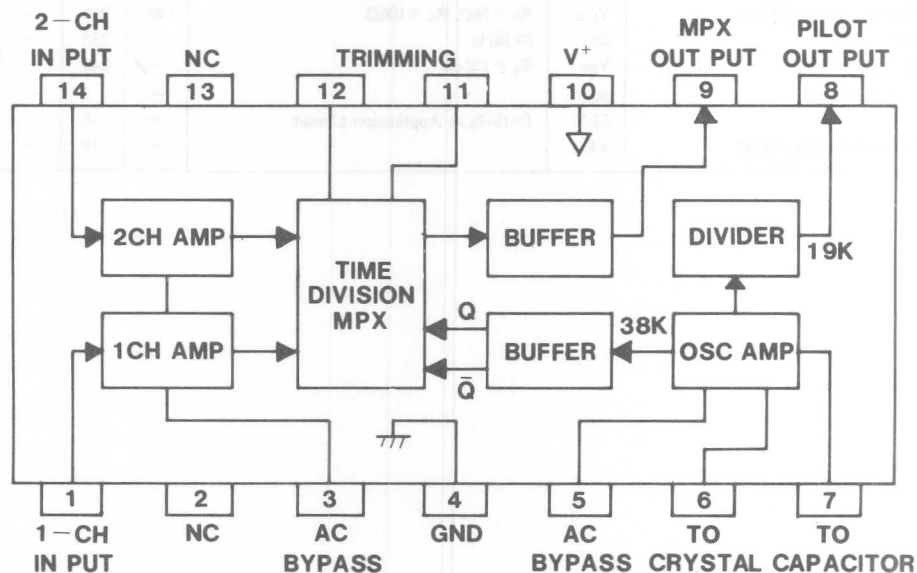 2－CH
IN PUT
NC
TRIMMING
V+
MPX
OUT PUT
PILOT
OUT PUT
14
13
12
11
10
9
8
2CH AMP
1CH AMP
TIME
DIVISION
MPX
BUFFER
DIVIDER
19K
Q
38K
BUFFER
OSC AMP
Q̄
1
2
3
4
5
6
7
1－CH
IN PUT
NC
AC
BYPASS
GND
AC
BYPASS
TO
CRYSTAL
TO
CAPACITOR